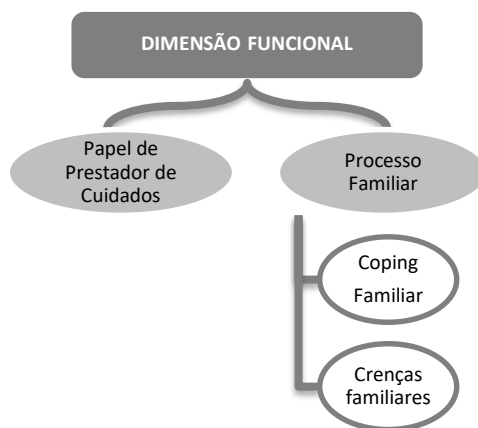 DIMENSÃO FUNCIONAL
Papel de
Prestador de
Cuidados
Processo
Familiar
Coping
Familiar
Crenças
familiares